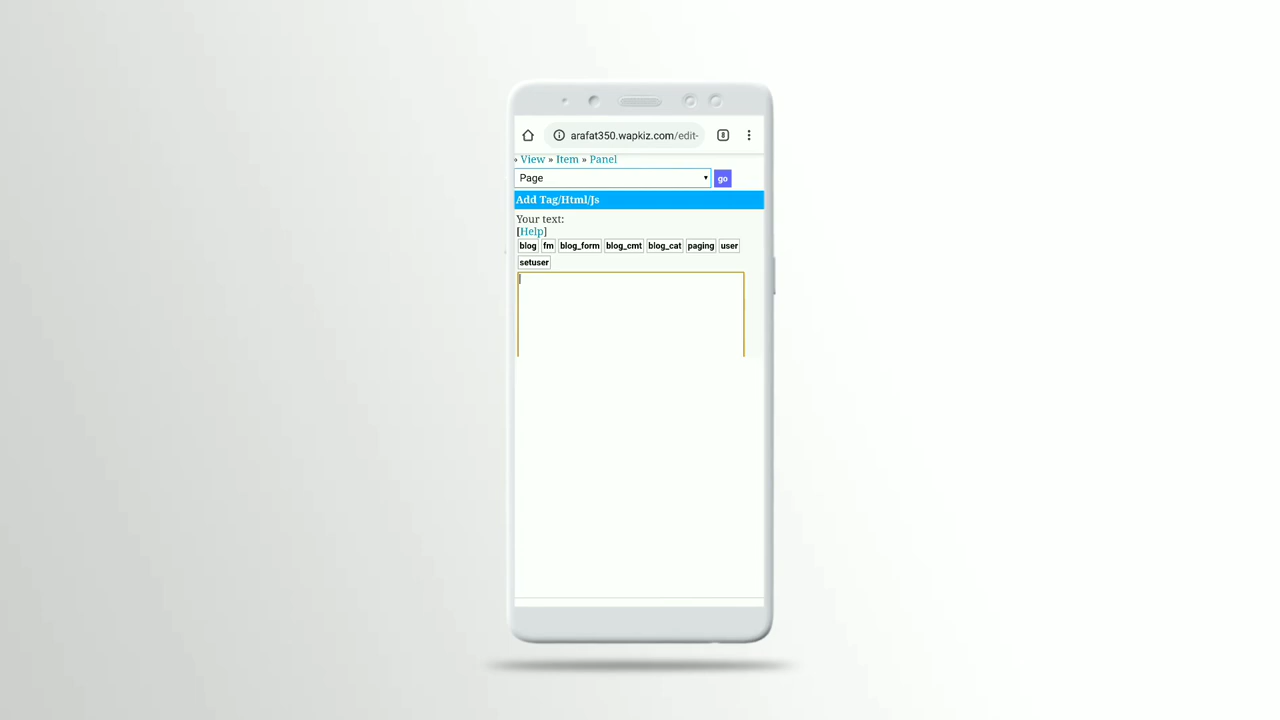 arafat350.wapkiz.com/edit-
8
« View » Item » Panel
Page
go
Add Tag/Html/Js
Your text:
[Help]
blog fm blog_form blog_cmt blog_cat paging user
setuser